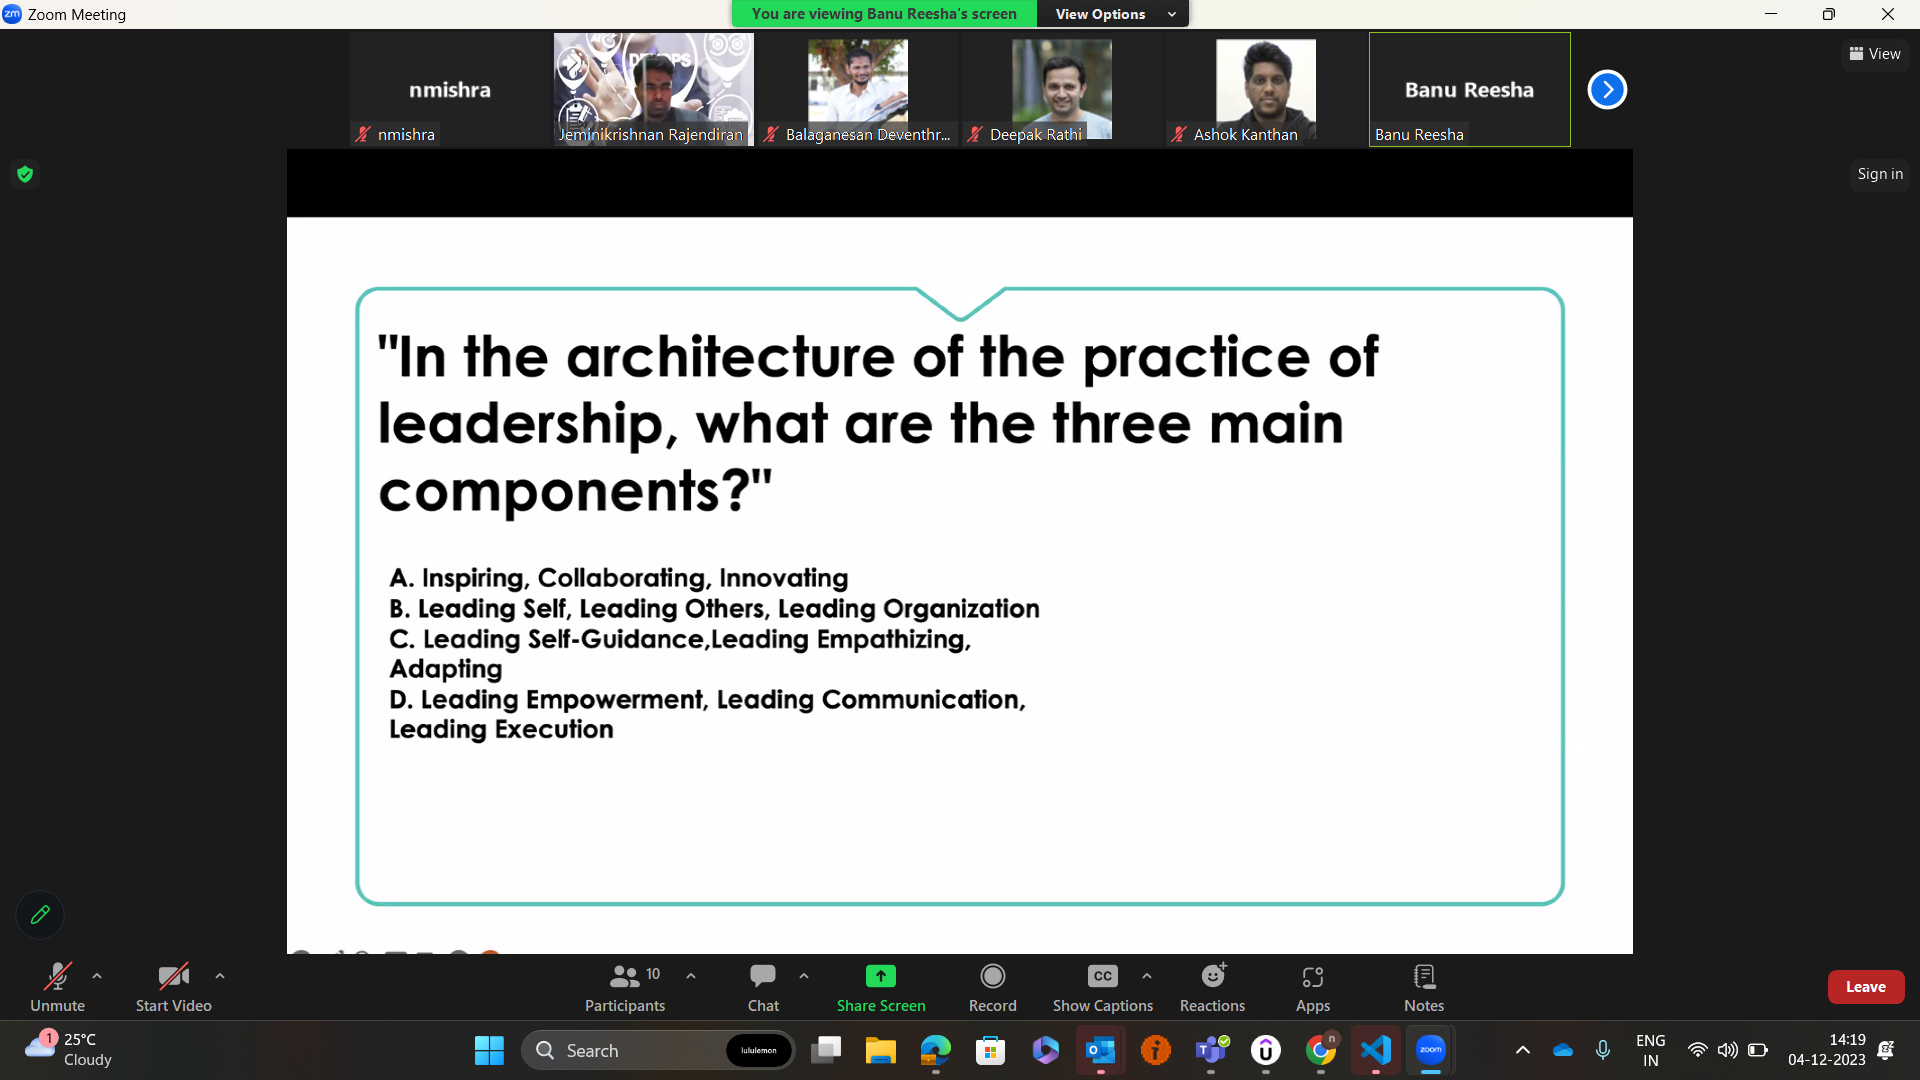 Zoom Meeting
You are viewing Banu Reesha's screen
View Options
View
nmishra
nmishra
Jeminikrishnan Rajendiran
Balaganesan Deventhr...
Deepak Rathi
Ashok Kanthan
Banu Reesha
Banu Reesha
Sign in
"In the architecture of the practice of
leadership, what are the three main
components?"
A. Inspiring, Collaborating, Innovating
B. Leading Self, Leading Others, Leading Organization
C. Leading Self-Guidance,Leading Empathizing,
Adapting
D. Leading Empowerment, Leading Communication,
Leading Execution
Unmute
Start Video
10
Participants
Chat
Share Screen
Record
CC
Show Captions
Reactions
Apps
Notes
Leave
1
25°C
Cloudy
Search
lululemon
zoom
ENG
IN
14:19
04-12-2023